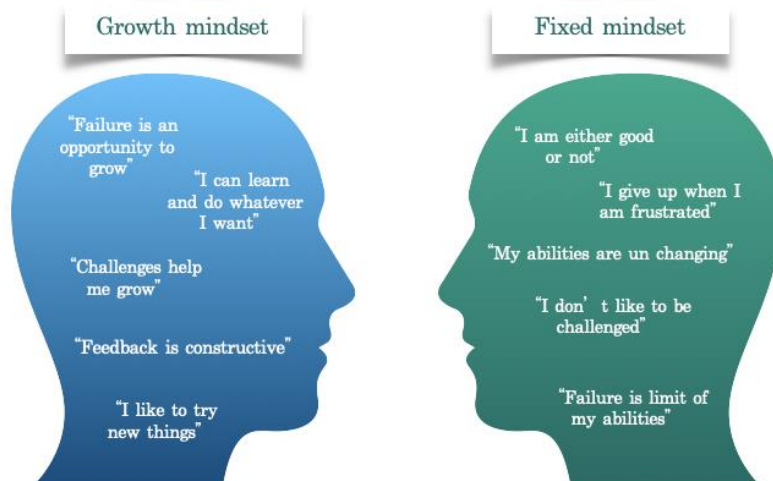 Growth mindset
“Failure is an
opportunity to
grow”
“I can learn
and do whatever
I want”
“Challenges help
me grow”
“Feedback is constructive”
“I like to try
new things”
Fixed mindset
“I am either good
or not”
“I give up when I
am frustrated”
“My abilities are un changing”
“I don’ t like to be
challenged”
“Failure is limit of
my abilities”